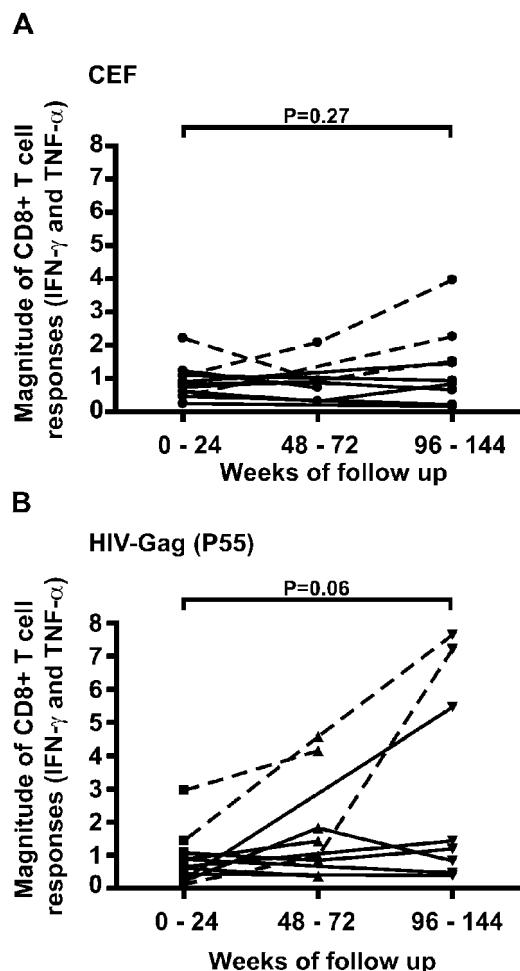 A
CEF
P=0.27
Magnitude of CD8+ T cell
responses (IFN-γ and TNF-α)
8
7
6
5
4
3
2
1
0
0 - 24 48 - 72 96 - 144
Weeks of follow up
B
HIV-Gag (P55)
P=0.06
Magnitude of CD8+ T cell
responses (IFN-γ and TNF-α)
8
7
6
5
4
3
2
1
0
0 - 24 48 - 72 96 - 144
Weeks of follow up